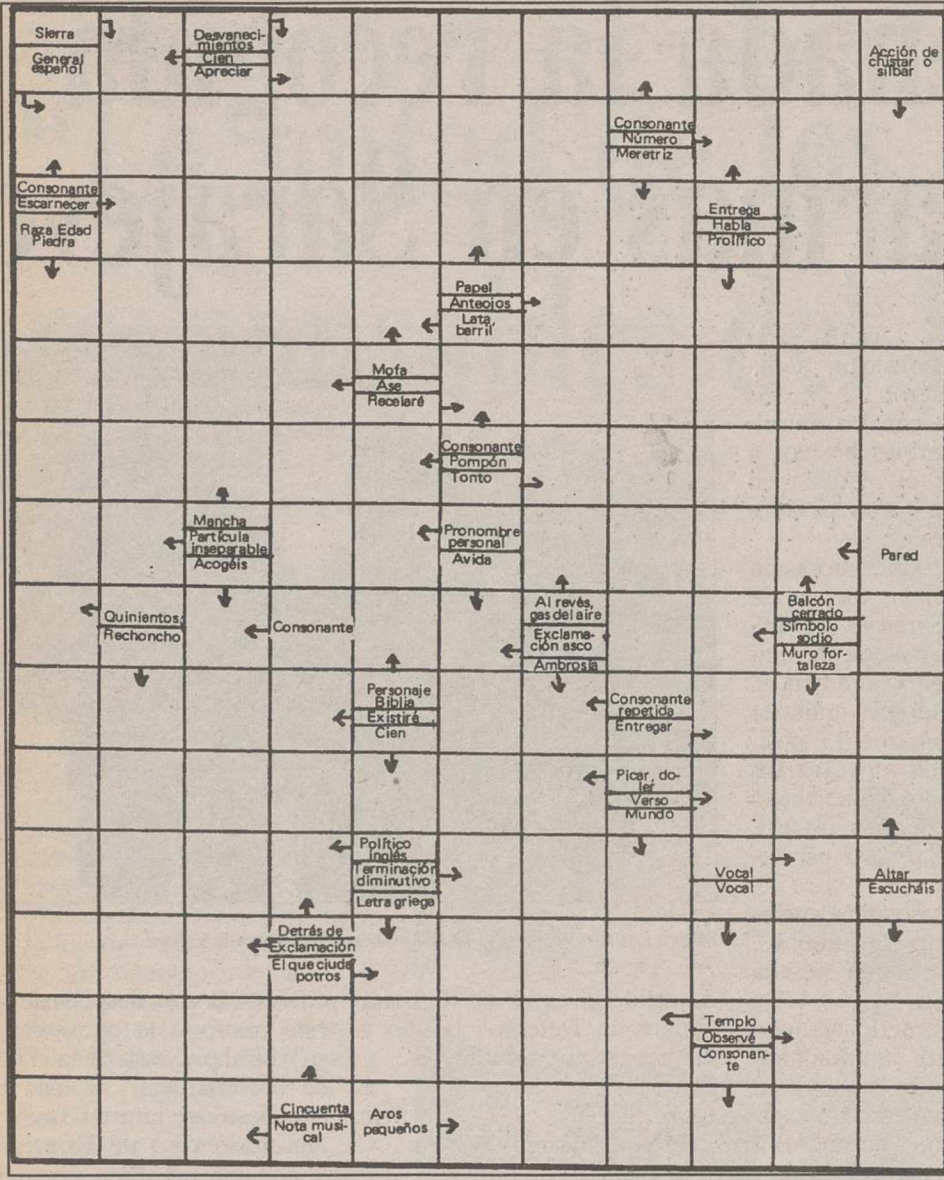 Sierra
General
español
Desvaneci-
mientos
Cien
Apreciar
Acción de
chistar o
silbar
Consonante
Número
Meretriz
Consonante
Escarnecer
Raza Edad
Piedra
Entrega
Habla
Prolífico
Papel
Anteojos
Lata
barril
Mofa
Ase
Recelaré
Consonante
Pompón
Tonto
Mancha
Partícula
inseparable
Acogéis
Pronombre
personal
Avida
Pared
Quinientos
Rechoncho
Consonante
Al revés,
gas del aire
Exclama-
ción asco
Ambrosía
Balcón
cerrado
Símbolo
sodio
Muro for-
taleza
Personaje
Biblia
Existiré
Cien
Consonante
repetida
Entregar
Picar, do-
ler
Verso
Mundo
Político
inglés
Terminación
diminutivo
Letra griega
Vocal
Vocal
Altar
Escucháis
Detrás de
Exclamación
El que ciuda
potros
Templo
Observé
Consonan-
te
Cincuenta
Nota musi-
cal
Aros
pequeños